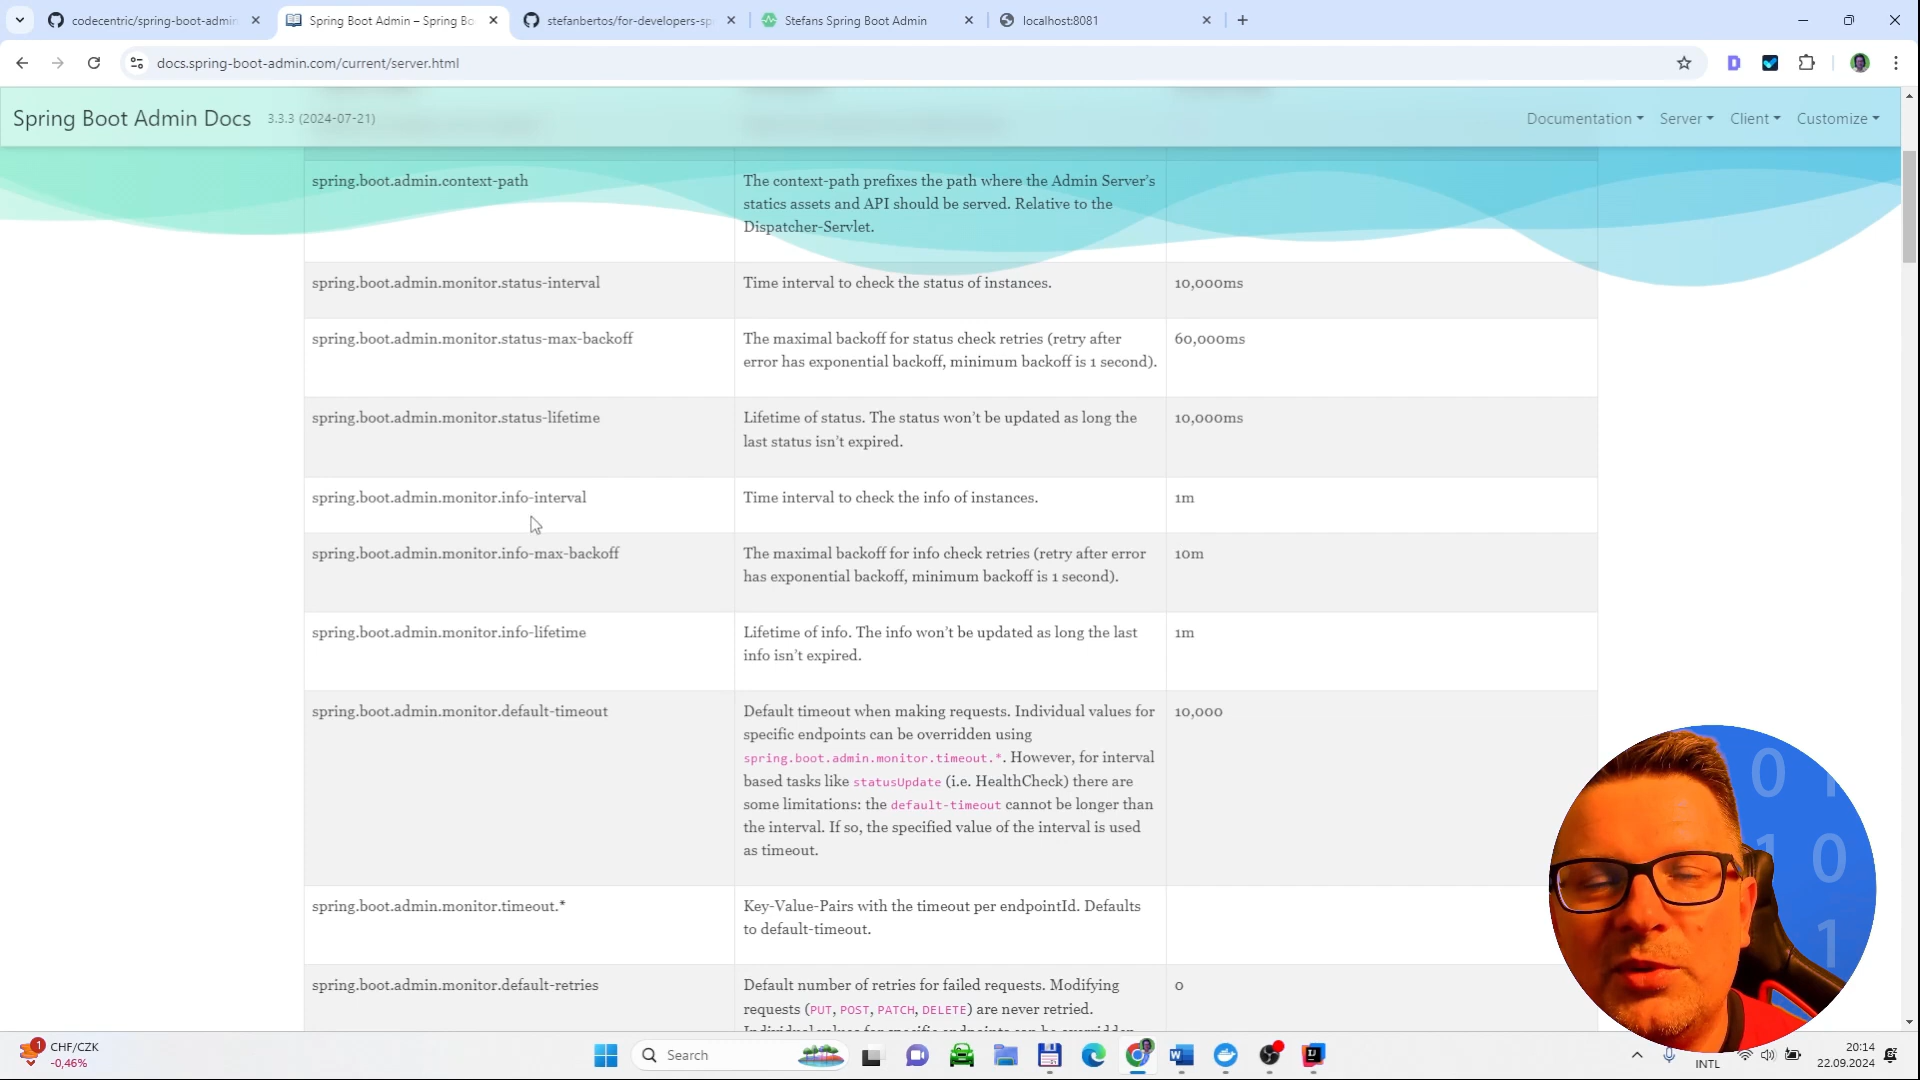 codecentric/spring-boot-admin
Spring Boot Admin – Spring Bo
stefanbertos/for-developers-sp
Stefans Spring Boot Admin
localhost:8081
docs.spring-boot-admin.com/current/server.html
Spring Boot Admin Docs 3.3.3 (2024-07-21)
Documentation Server Client Customize
spring.boot.admin.context-path
The context-path prefixes the path where the Admin Server's
statics assets and API should be served. Relative to the
Dispatcher-Servlet.
spring.boot.admin.monitor.status-interval
Time interval to check the status of instances.
10,000ms
spring.boot.admin.monitor.status-max-backoff
The maximal backoff for status check retries (retry after
error has exponential backoff, minimum backoff is 1 second).
60,000ms
spring.boot.admin.monitor.status-lifetime
Lifetime of status. The status won't be updated as long the
last status isn't expired.
10,000ms
spring.boot.admin.monitor.info-interval
Time interval to check the info of instances.
1m
spring.boot.admin.monitor.info-max-backoff
The maximal backoff for info check retries (retry after error
has exponential backoff, minimum backoff is 1 second).
10m
spring.boot.admin.monitor.info-lifetime
Lifetime of info. The info won't be updated as long the last
info isn't expired.
1m
spring.boot.admin.monitor.default-timeout
Default timeout when making requests. Individual values for
specific endpoints can be overridden using
spring.boot.admin.monitor.timeout.*. However, for interval
based tasks like statusUpdate (i.e. HealthCheck) there are
some limitations: the default-timeout cannot be longer than
the interval. If so, the specified value of the interval is used
as timeout.
10,000
spring.boot.admin.monitor.timeout.*
Key-Value-Pairs with the timeout per endpointId. Defaults
to default-timeout.
spring.boot.admin.monitor.default-retries
Default number of retries for failed requests. Modifying
requests (PUT, POST, PATCH, DELETE) are never retried.
Individual values for specific endpoints can be overridden
0
0 1
1 0
1
1
CHF/CZK
-0,46%
Search
INTL
20:14
22.09.2024